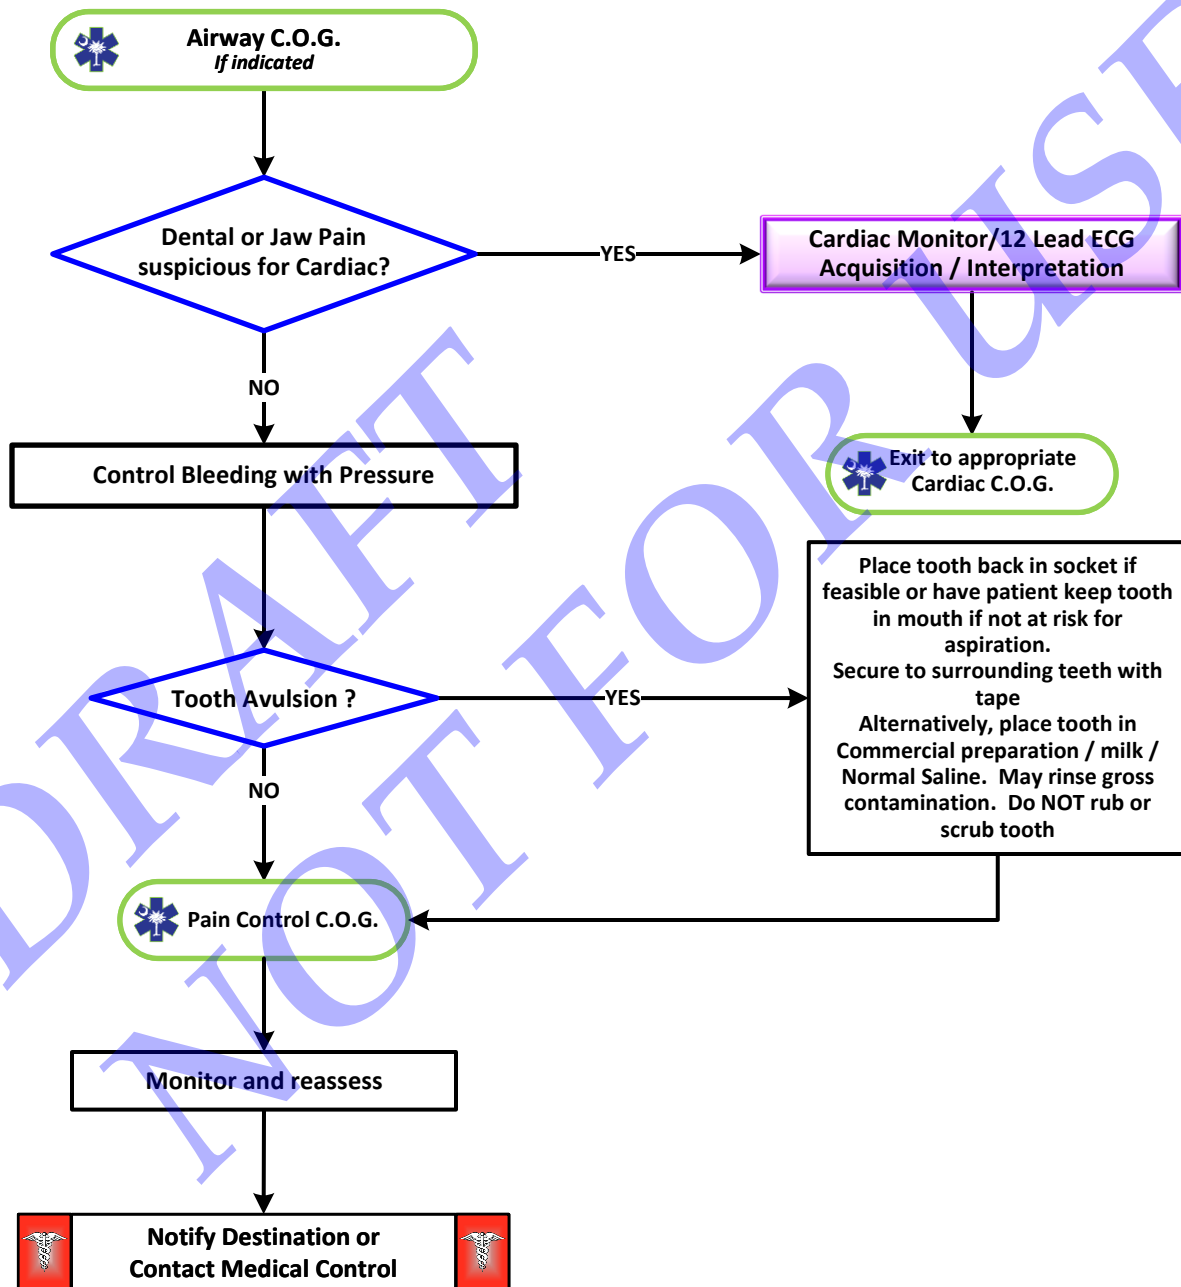 Airway C.O.G.
If indicated
Dental or Jaw Pain
suspicious for Cardiac?
YES
Cardiac Monitor/12 Lead ECG
Acquisition / Interpretation
NO
Control Bleeding with Pressure
Exit to appropriate
Cardiac C.O.G.
Place tooth back in socket if
feasible or have patient keep tooth
in mouth if not at risk for
aspiration.
Secure to surrounding teeth with
tape
Alternatively, place tooth in
Commercial preparation / milk /
Normal Saline.  May rinse gross
contamination.  Do NOT rub or
scrub tooth
Tooth Avulsion ?
YES
NO
Pain Control C.O.G.
Monitor and reassess
Notify Destination or
Contact Medical Control
DRAFT
NOT FOR USE